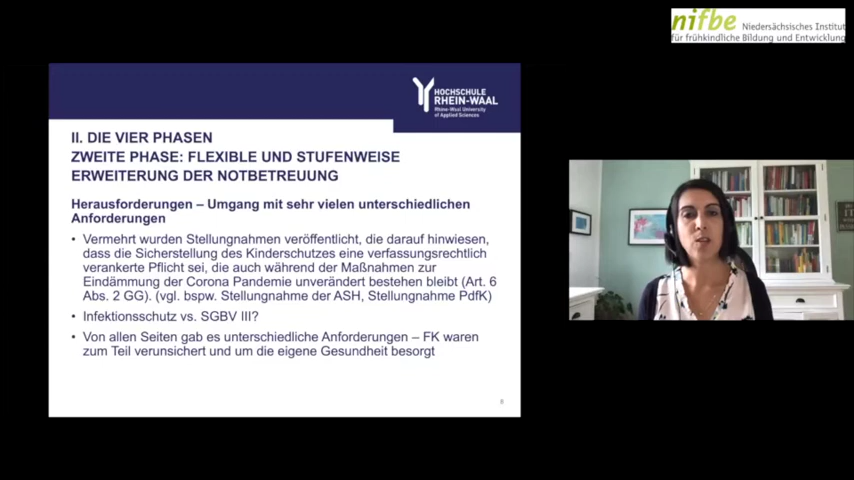 nifbe Niedersächsisches Institut
für frühkindliche Bildung und Entwicklung
HOCHSCHULE
RHEIN-WAAL
Rhine-Waal University
of Applied Sciences
II. DIE VIER PHASEN
ZWEITE PHASE: FLEXIBLE UND STUFENWEISE
ERWEITERUNG DER NOTBETREUUNG
Herausforderungen – Umgang mit sehr vielen unterschiedlichen
Anforderungen
• Vermehrt wurden Stellungnahmen veröffentlicht, die darauf hinwiesen,
dass die Sicherstellung des Kinderschutzes eine verfassungsrechtlich
verankerte Pflicht sei, die auch während der Maßnahmen zur
Eindämmung der Corona Pandemie unverändert bestehen bleibt (Art. 6
Abs. 2 GG). (vgl. bspw. Stellungnahme der ASH, Stellungnahme PdfK)
• Infektionsschutz vs. SGBV III?
• Von allen Seiten gab es unterschiedliche Anforderungen – FK waren
zum Teil verunsichert und um die eigene Gesundheit besorgt
8